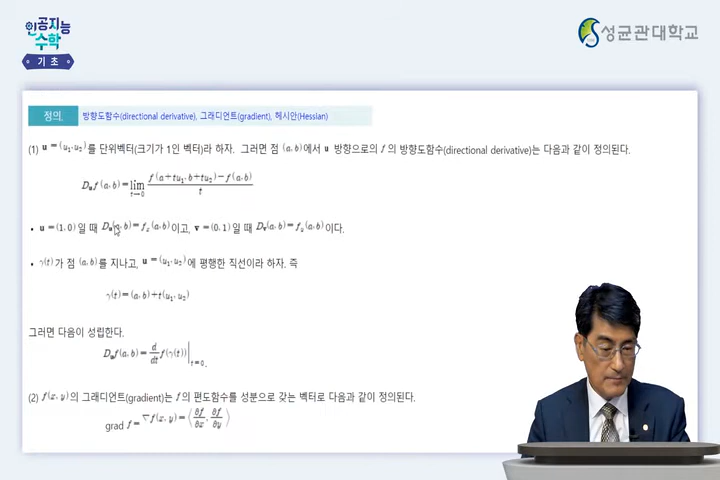 인공지능
수학
기초
성균관대학교
정의. 방향도함수(directional derivative), 그래디언트(gradient), 헤시안(Hessian)
(1) u = (u₁, u₂)를 단위벡터(크기가 1인 벡터)라 하자. 그러면 점 (a, b)에서 u 방향으로의 f 의 방향도함수(directional derivative)는 다음과 같이 정의된다.
D_u f(a, b) = lim_{t→0} (f(a+tu₁, b+tu₂) − f(a, b)) / t
• u = (1, 0)일 때 D_u(a, b) = f_x(a, b)이고, v = (0, 1)일 때 D_v(a, b) = f_y(a, b)이다.
• γ(t)가 점 (a, b)를 지나고, u = (u₁, u₂)에 평행한 직선이라 하자. 즉
γ(t) = (a, b) + t(u₁, u₂)
그러면 다음이 성립한다.
D_u f(a, b) = d/dt f(γ(t)) |_{t=0}.
(2) f(x, y)의 그래디언트(gradient)는 f의 편도함수를 성분으로 갖는 벡터로 다음과 같이 정의된다.
grad f = ∇f(x, y) = ⟨∂f/∂x, ∂f/∂y⟩